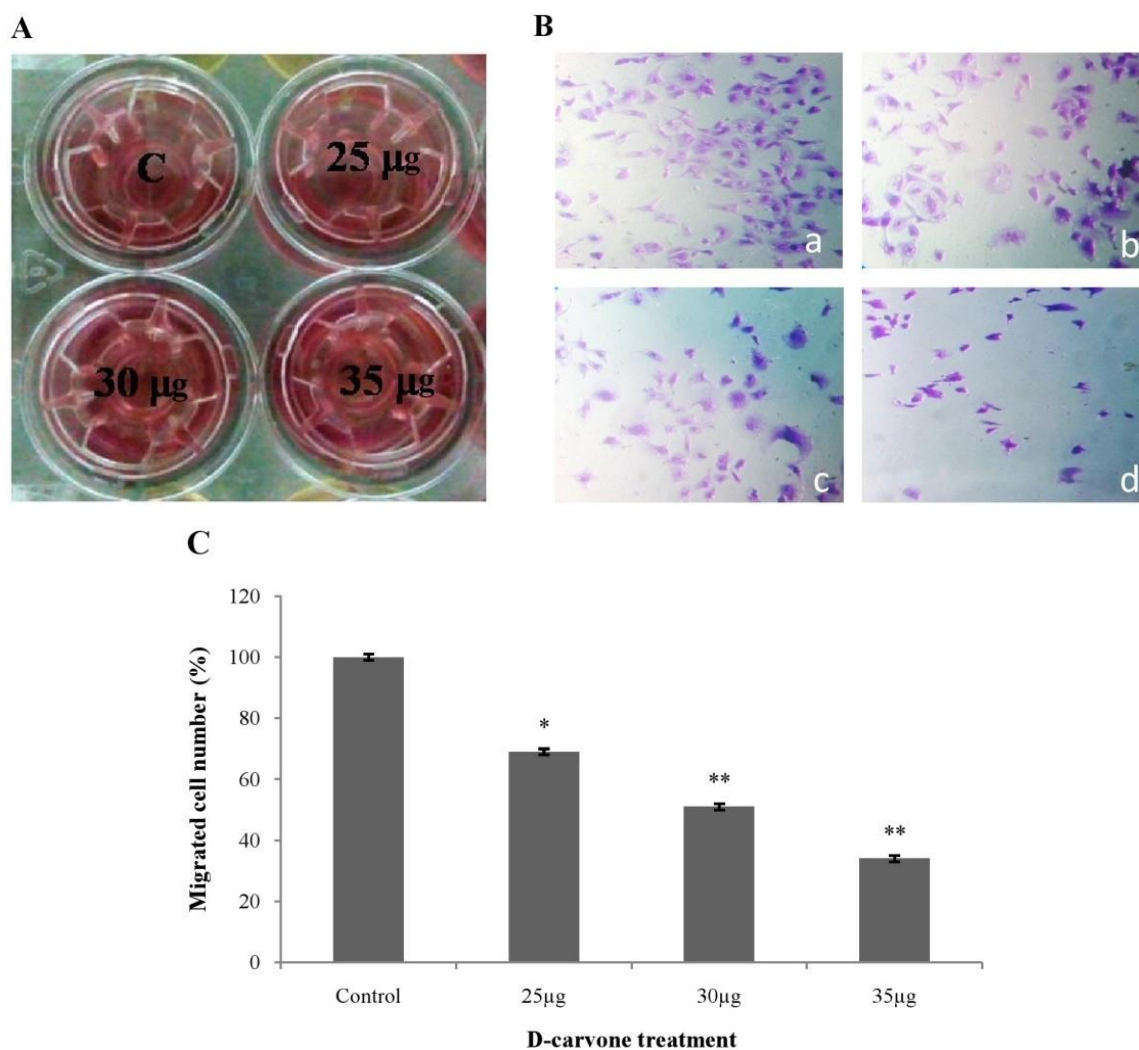 A
B
C
25 µg
30 µg
35 µg
a
b
c
d
C
120
100
80
60
40
20
0
Migrated cell number (%)
*
**
**
Control
25µg
30µg
35µg
D-carvone treatment